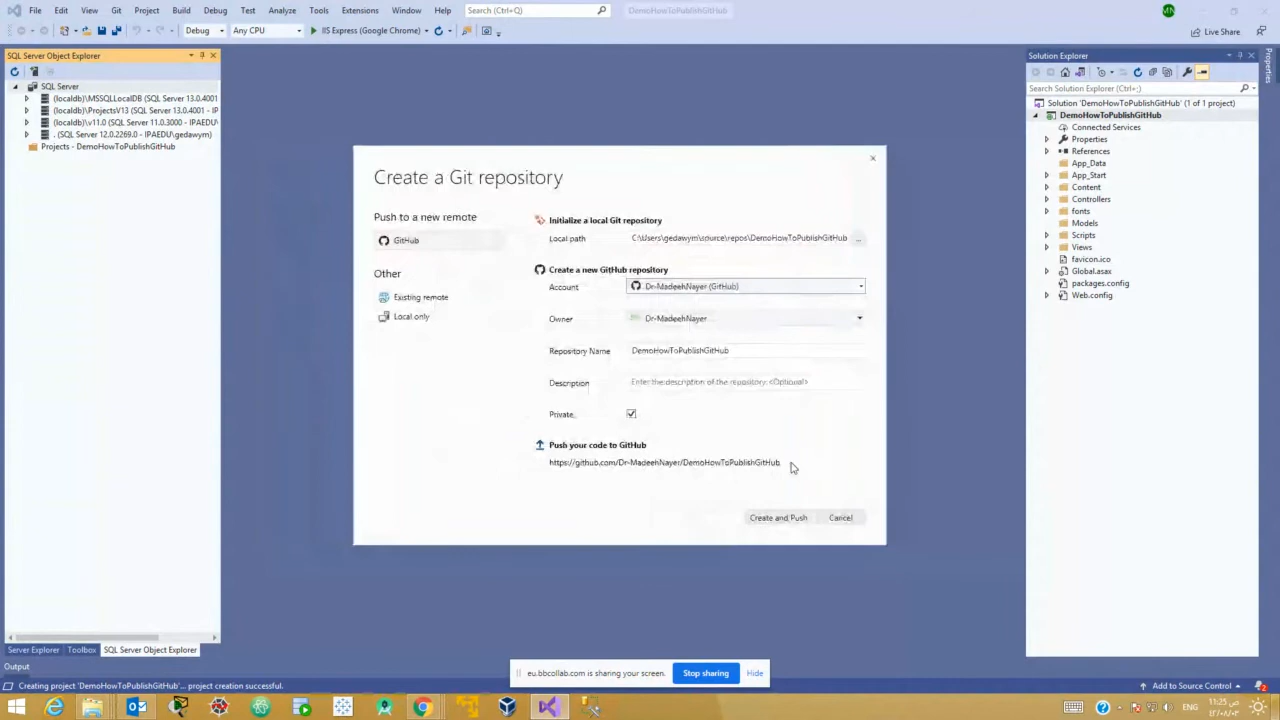 File Edit View Git Project Build Debug Test Analyze Tools Extensions Window Help Search (Ctrl+Q) DemoHowToPublishGitHub MN
Debug Any CPU IIS Express (Google Chrome) Live Share
SQL Server Object Explorer
SQL Server
(localdb)\MSSQLLocalDB (SQL Server 13.0.4001
(localdb)\ProjectsV13 (SQL Server 13.0.4001 - IP
(localdb)\v11.0 (SQL Server 11.0.3000 - IPAEDU\
. (SQL Server 12.0.2269.0 - IPAEDU\gedawym)
Projects - DemoHowToPublishGitHub
Create a Git repository
Push to a new remote
GitHub
Other
Existing remote
Local only
Initialize a local Git repository
Local path C:\Users\gedawym\source\repos\DemoHowToPublishGitHub ...
Create a new GitHub repository
Account Dr-MadeehNayer (GitHub)
Owner Dr-MadeehNayer
Repository Name DemoHowToPublishGitHub
Description Enter the description of the repository <Optional>
Private
Push your code to GitHub
https://github.com/Dr-MadeehNayer/DemoHowToPublishGitHub
Create and Push Cancel
Solution Explorer
Search Solution Explorer (Ctrl+;)
Solution 'DemoHowToPublishGitHub' (1 of 1 project)
DemoHowToPublishGitHub
Connected Services
Properties
References
App_Data
App_Start
Content
Controllers
fonts
Models
Scripts
Views
favicon.ico
Global.asax
packages.config
Web.config
Properties
Server Explorer Toolbox SQL Server Object Explorer
Output
eu.bbcollab.com is sharing your screen. Stop sharing Hide
Creating project 'DemoHowToPublishGitHub'... project creation successful. Add to Source Control 2
ENG 11:25 ص